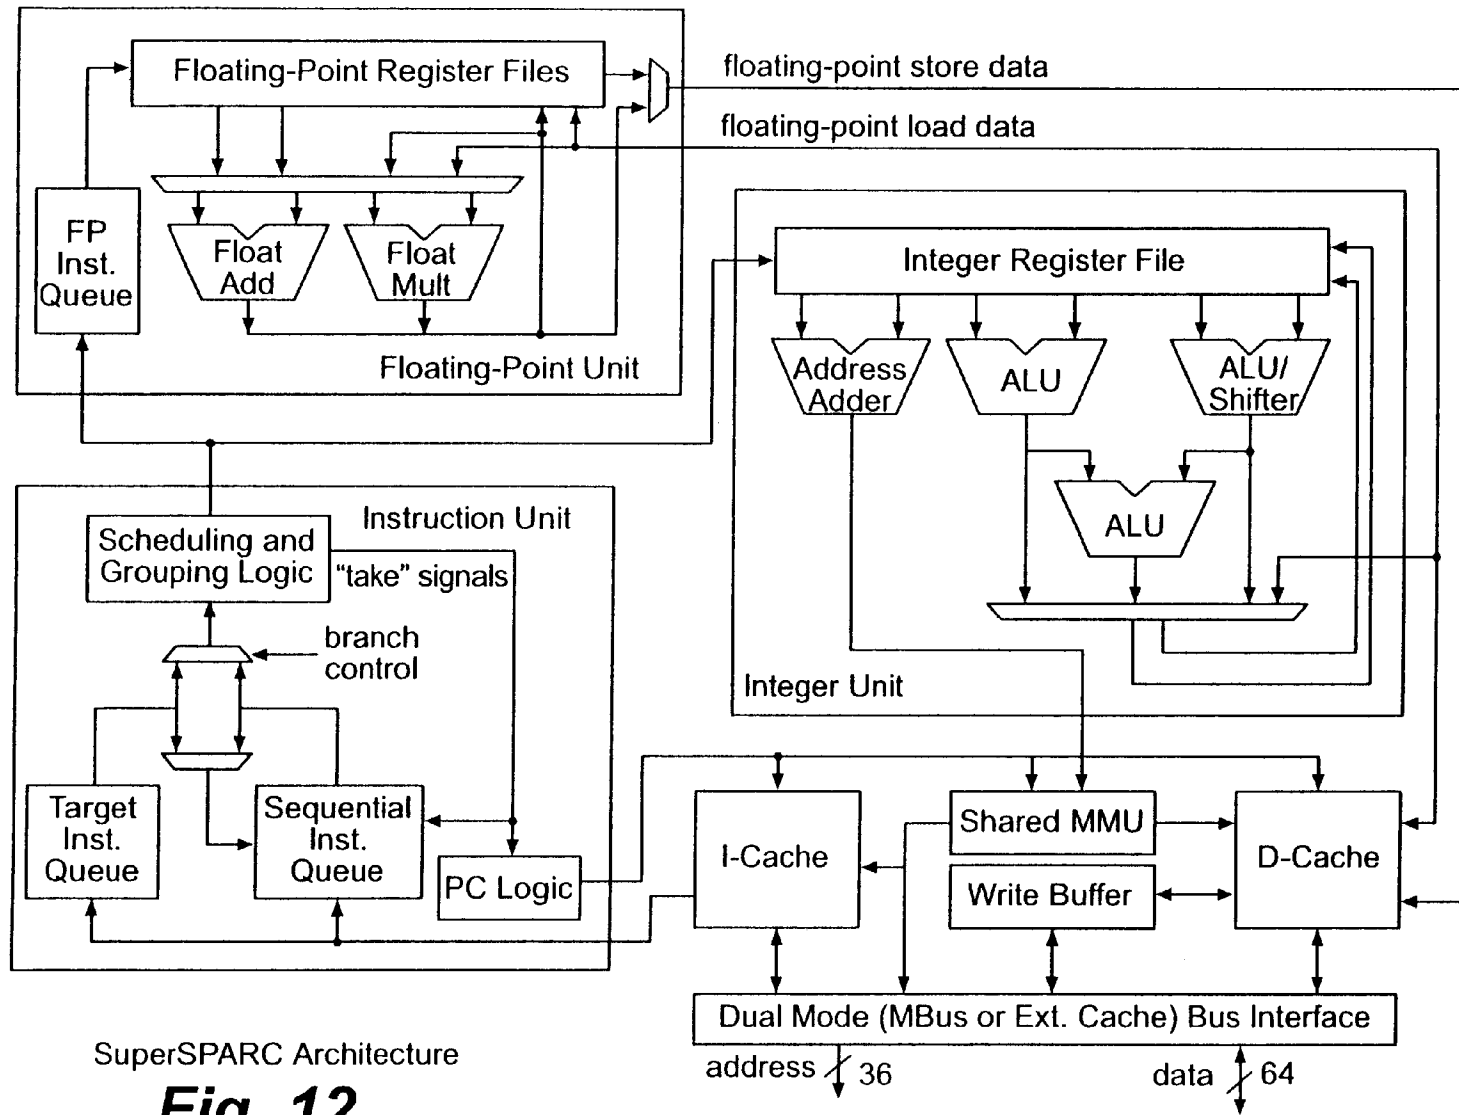 Floating-Point Register Files
floating-point store data
floating-point load data
FP
Inst.
Queue
Float
Add
Float
Mult
Floating-Point Unit
Integer Register File
Address
Adder
ALU
ALU/
Shifter
ALU
Integer Unit
Instruction Unit
Scheduling and
Grouping Logic
"take" signals
branch
control
Target
Inst.
Queue
Sequential
Inst.
Queue
PC Logic
I-Cache
Shared MMU
Write Buffer
D-Cache
Dual Mode (MBus or Ext. Cache) Bus Interface
address
36
data
64
SuperSPARC Architecture
Fig. 12